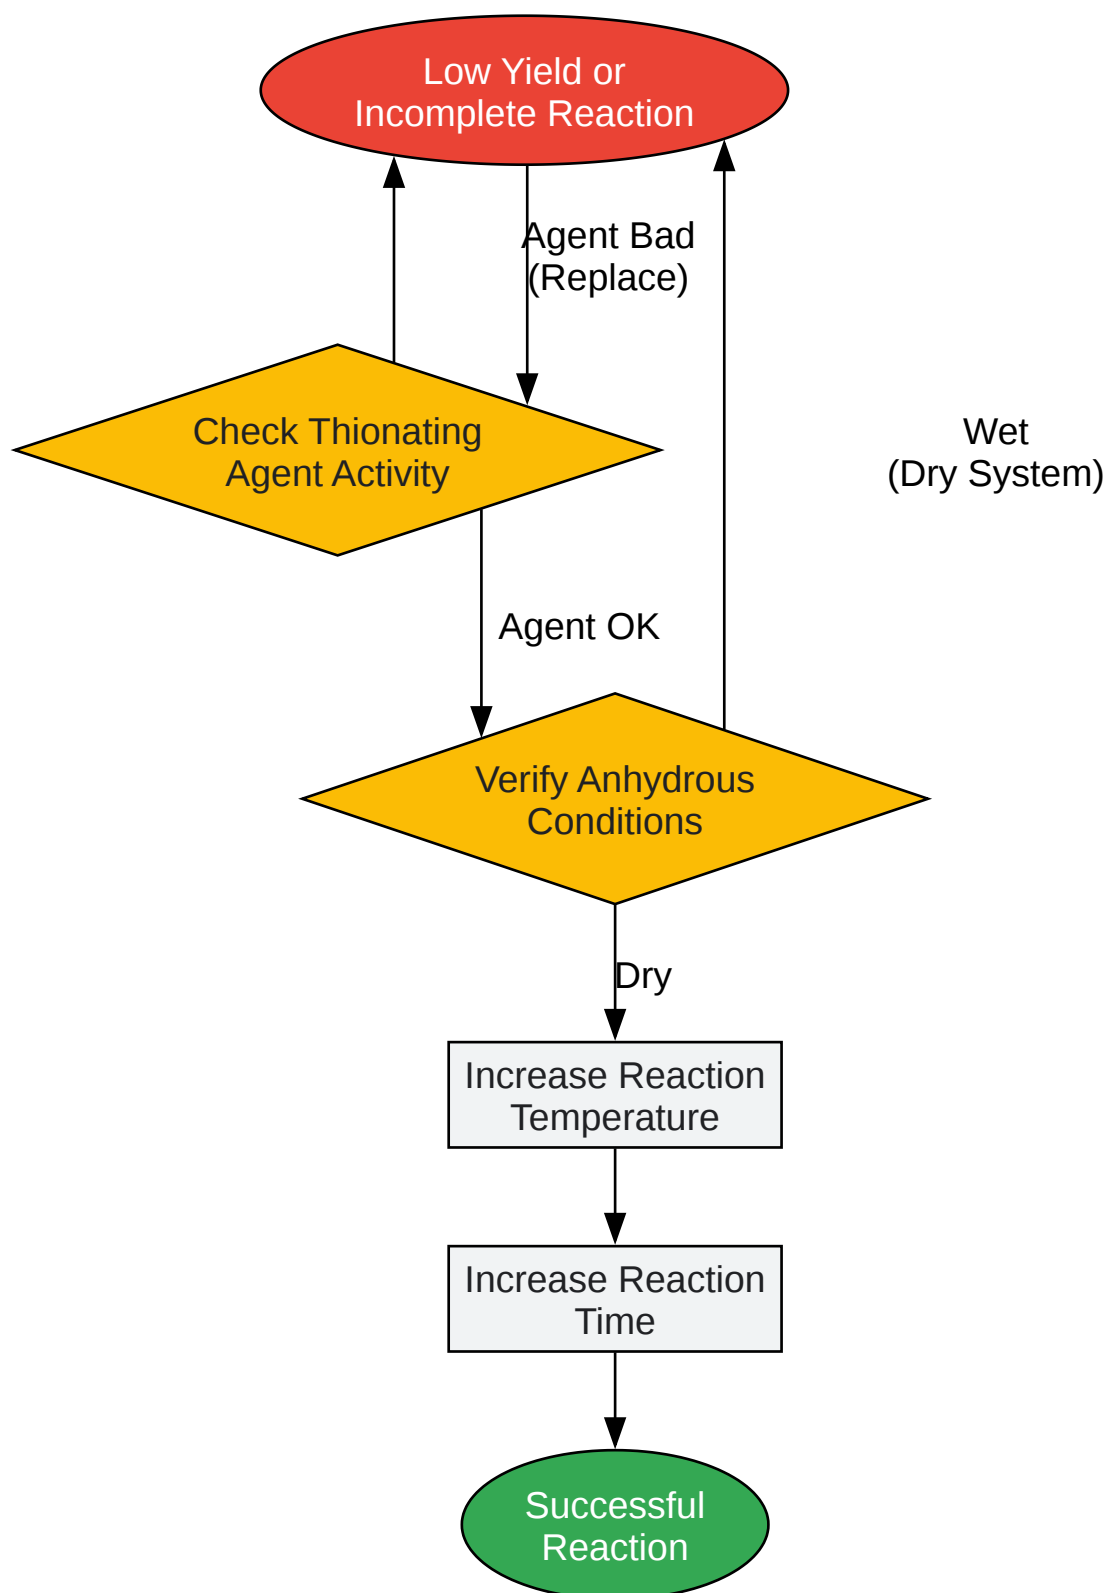 Low Yield or
Incomplete Reaction
Agent Bad
(Replace)
Check Thionating
Agent Activity
Wet
(Dry System)
Agent OK
Verify Anhydrous
Conditions
Dry
Increase Reaction
Temperature
Increase Reaction
Time
Successful
Reaction